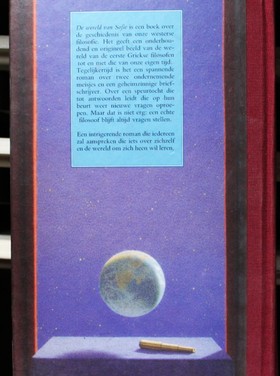 De wereld van Sofie is een boek over
de geschiedenis van onze westerse
filosofie. Het geeft een onderhou-
dend en origineel beeld van de we-
reld van de eerste Griekse filosofen
tot en met die van onze eigen tijd.
Tegelijkertijd is het een spannende
roman over twee ondernemende
meisjes en een geheimzinnige brief-
schrijver. Over een speurtocht die
tot antwoorden leidt die op hun
beurt weer nieuwe vragen oproe-
pen. Maar dat is niet erg: een echte
filosoof blijft altijd vragen stellen.
Een intrigerende roman die iedereen
zal aanspreken die iets over zichzelf
en de wereld om zich heen wil leren.